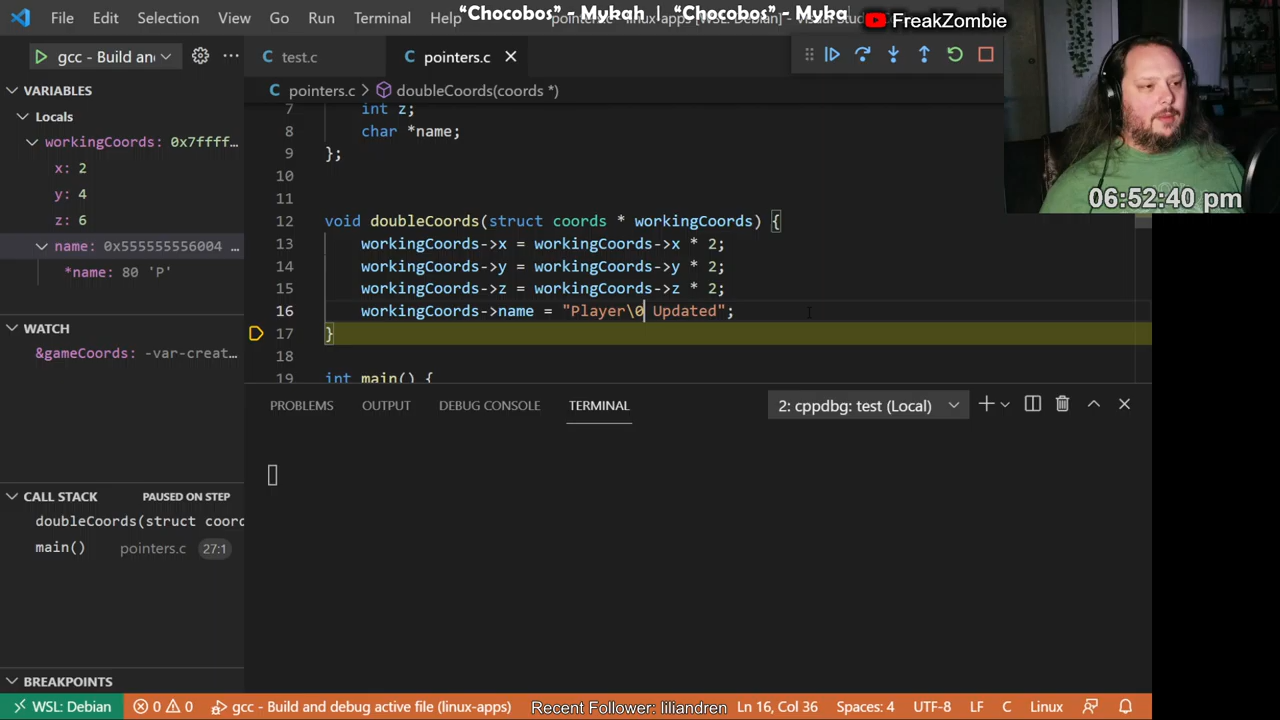 "Chocobos" - Mykah | "Chocobos" - Myka
File Edit Selection View Go Run Terminal Help
FreakZombie
gcc - Build and
test.c
pointers.c
VARIABLES
pointers.c > doubleCoords(coords *)
Locals
workingCoords: 0x7ffff…
x: 2
y: 4
z: 6
name: 0x555555556004 …
*name: 80 'P'
WATCH
&gameCoords: -var-creat…
CALL STACK PAUSED ON STEP
doubleCoords(struct coord
main() pointers.c 27:1
BREAKPOINTS
7 int z;
8 char *name;
9 };
10
11
12 void doubleCoords(struct coords * workingCoords) {
13 workingCoords->x = workingCoords->x * 2;
14 workingCoords->y = workingCoords->y * 2;
15 workingCoords->z = workingCoords->z * 2;
16 workingCoords->name = "Player\0 Updated";
17 }
18
19 int main() {
06:52:40 pm
PROBLEMS OUTPUT DEBUG CONSOLE TERMINAL
2: cppdbg: test (Local)
WSL: Debian 0 0 gcc - Build and debug active file (linux-apps) Recent Follower: liliandren Ln 16, Col 36 Spaces: 4 UTF-8 LF C Linux